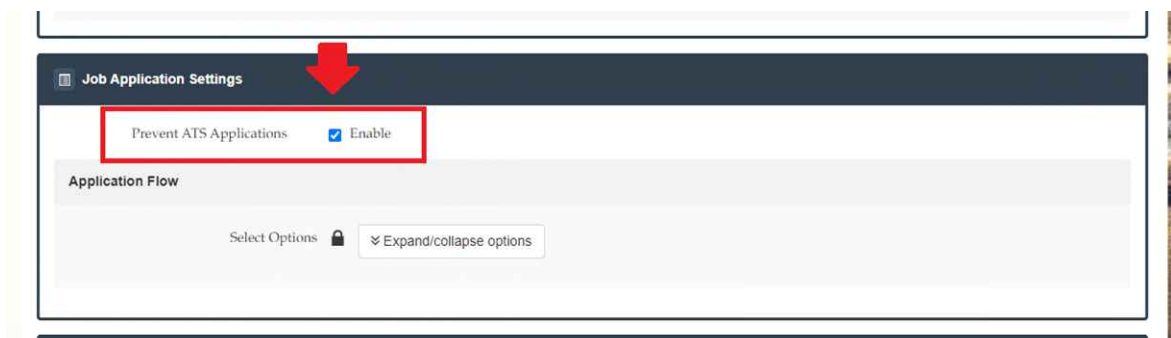 Job Application Settings
Prevent ATS Applications Enable
Application Flow
Select Options Expand/collapse options